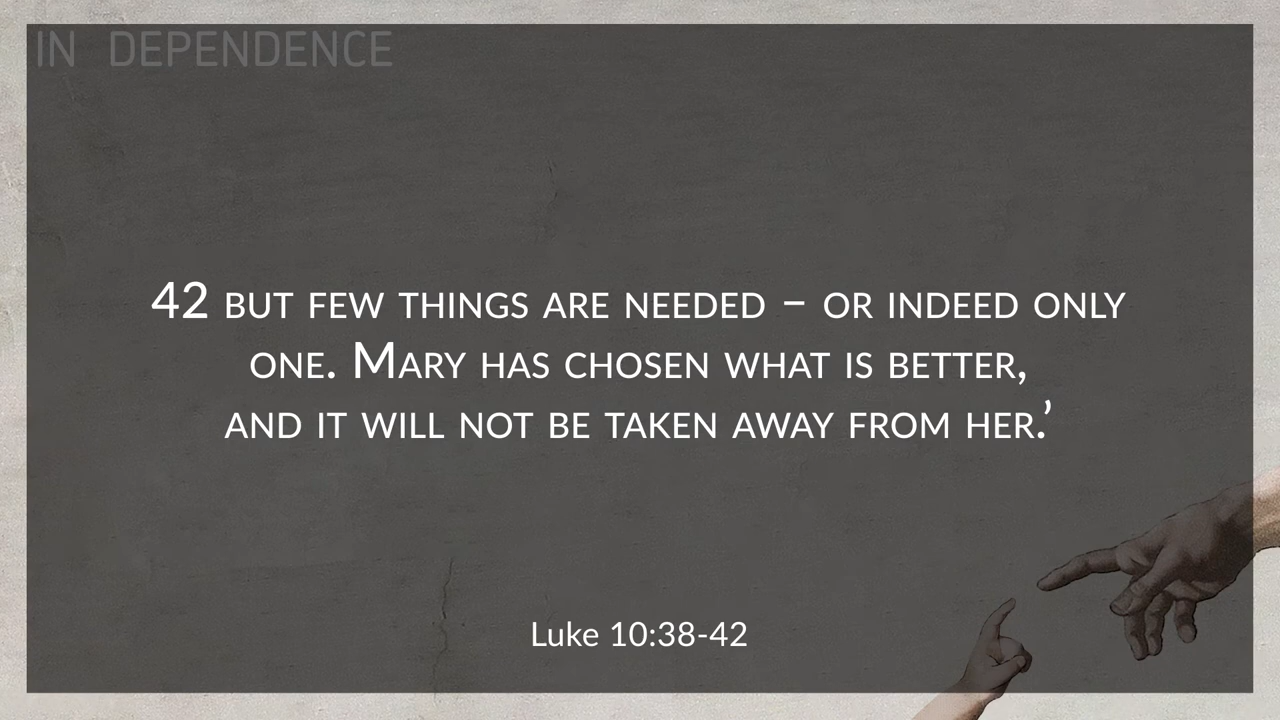 IN DEPENDENCE
42 but few things are needed – or indeed only
one. Mary has chosen what is better,
and it will not be taken away from her.’
Luke 10:38-42